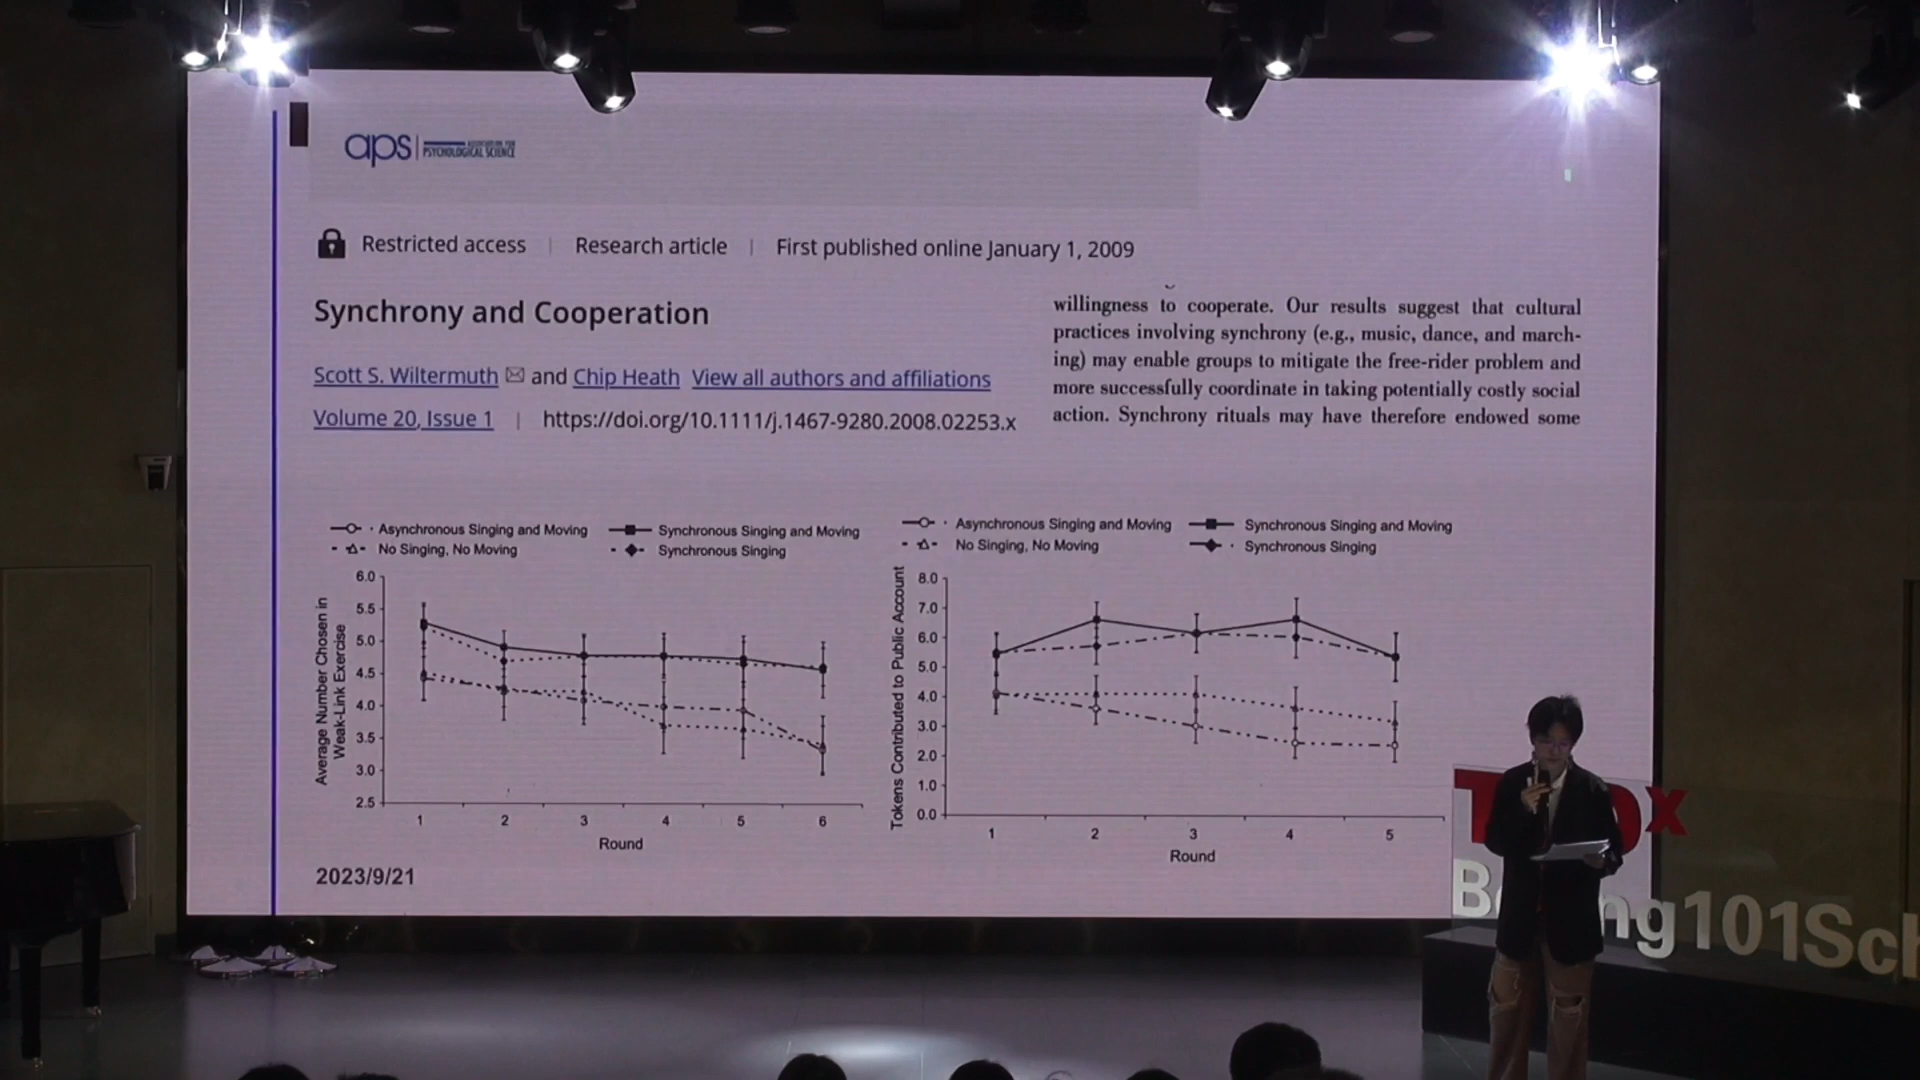 aps
ASSOCIATION FOR
PSYCHOLOGICAL SCIENCE
Restricted access | Research article | First published online January 1, 2009
Synchrony and Cooperation
Scott S. Wiltermuth and Chip Heath View all authors and affiliations
Volume 20, Issue 1 | https://doi.org/10.1111/j.1467-9280.2008.02253.x
willingness to cooperate. Our results suggest that cultural
practices involving synchrony (e.g., music, dance, and march-
ing) may enable groups to mitigate the free-rider problem and
more successfully coordinate in taking potentially costly social
action. Synchrony rituals may have therefore endowed some
Asynchronous Singing and Moving
Synchronous Singing and Moving
No Singing, No Moving
Synchronous Singing
Average Number Chosen in
Weak-Link Exercise
6.0
5.5
5.0
4.5
4.0
3.5
3.0
2.5
1 2 3 4 5 6
Round
Asynchronous Singing and Moving
Synchronous Singing and Moving
No Singing, No Moving
Synchronous Singing
Tokens Contributed to Public Account
8.0
7.0
6.0
5.0
4.0
3.0
2.0
1.0
0.0
1 2 3 4 5
Round
2023/9/21